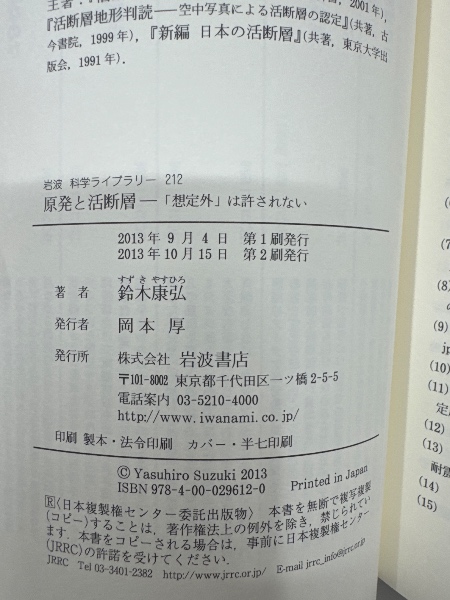 主著：『
, 2001年),
『活断層地形判読──空中写真による活断層の認定』(共著, 古
今書院, 1999年), 『新編 日本の活断層』(共著, 東京大学出
版会, 1991年).
岩波 科学ライブラリー 212
原発と活断層──「想定外」は許されない
2013年9月4日 第1刷発行
2013年10月15日 第2刷発行
すずき やすひろ
著者 鈴木康弘
発行者 岡本 厚
発行所 株式会社 岩波書店
〒101-8002 東京都千代田区一ツ橋2-5-5
電話案内 03-5210-4000
http://www.iwanami.co.jp/
印刷 製本・法令印刷 カバー・半七印刷
© Yasuhiro Suzuki 2013
ISBN 978-4-00-029612-0 Printed in Japan
Ⓡ〈日本複製権センター委託出版物〉 本書を無断で複写複製
(コピー)することは, 著作権法上の例外を除き, 禁じられてい
ます. 本書をコピーされる場合は, 事前に日本複製権センター
(JRRC)の許諾を受けてください.
JRRC Tel 03-3401-2382 http://www.jrrc.or.jp/ E-mail jrrc_info@jrrc.or.jp
(7)
(8)
の
(9)
jp
(10)
(11)
定
(12)
(13)
耐震
(14)
(15)